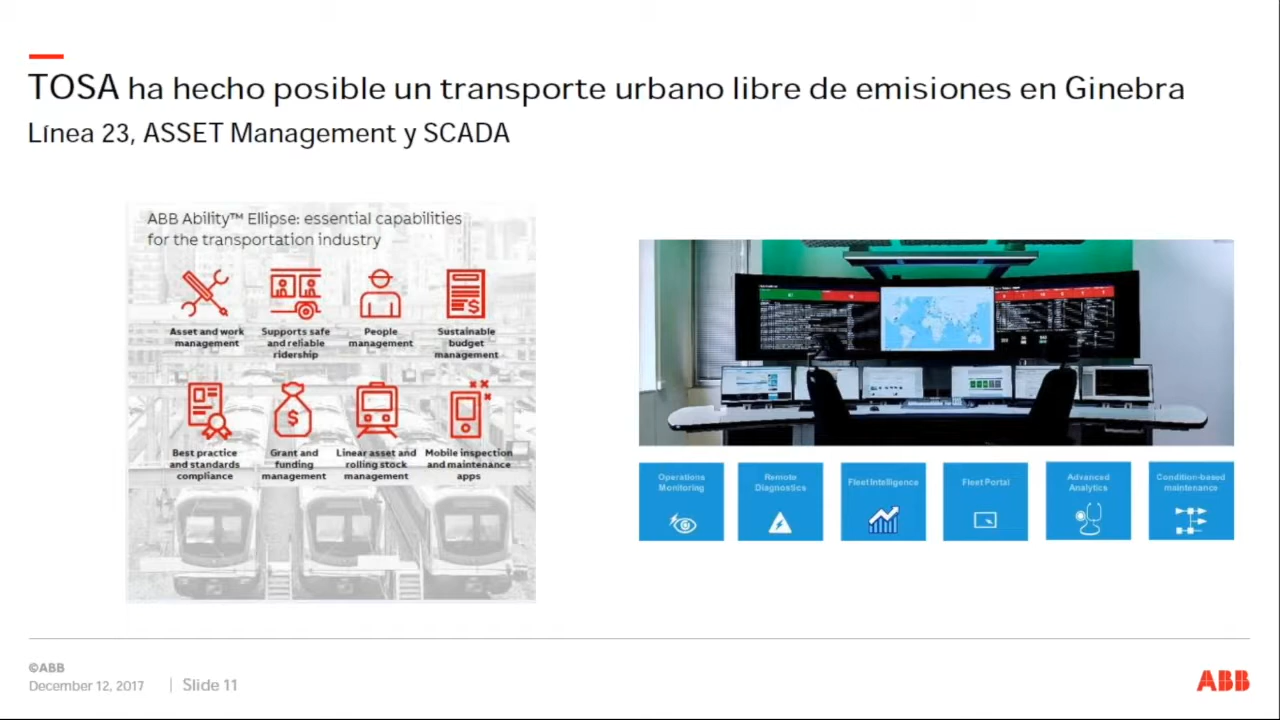 TOSA ha hecho posible un transporte urbano libre de emisiones en Ginebra
Línea 23, ASSET Management y SCADA
ABB Ability™ Ellipse: essential capabilities
for the transportation industry
Asset and work
management
Supports safe
and reliable
ridership
People
management
Sustainable
budget
management
Best practice
and standards
compliance
Grant and
funding
management
Linear asset and
rolling stock
management
Mobile inspection
and maintenance
apps
Operations
Monitoring
Remote
Diagnostics
Fleet Intelligence
Fleet Portal
Advanced
Analytics
Condition-based
maintenance
©ABB
December 12, 2017
Slide 11
ABB